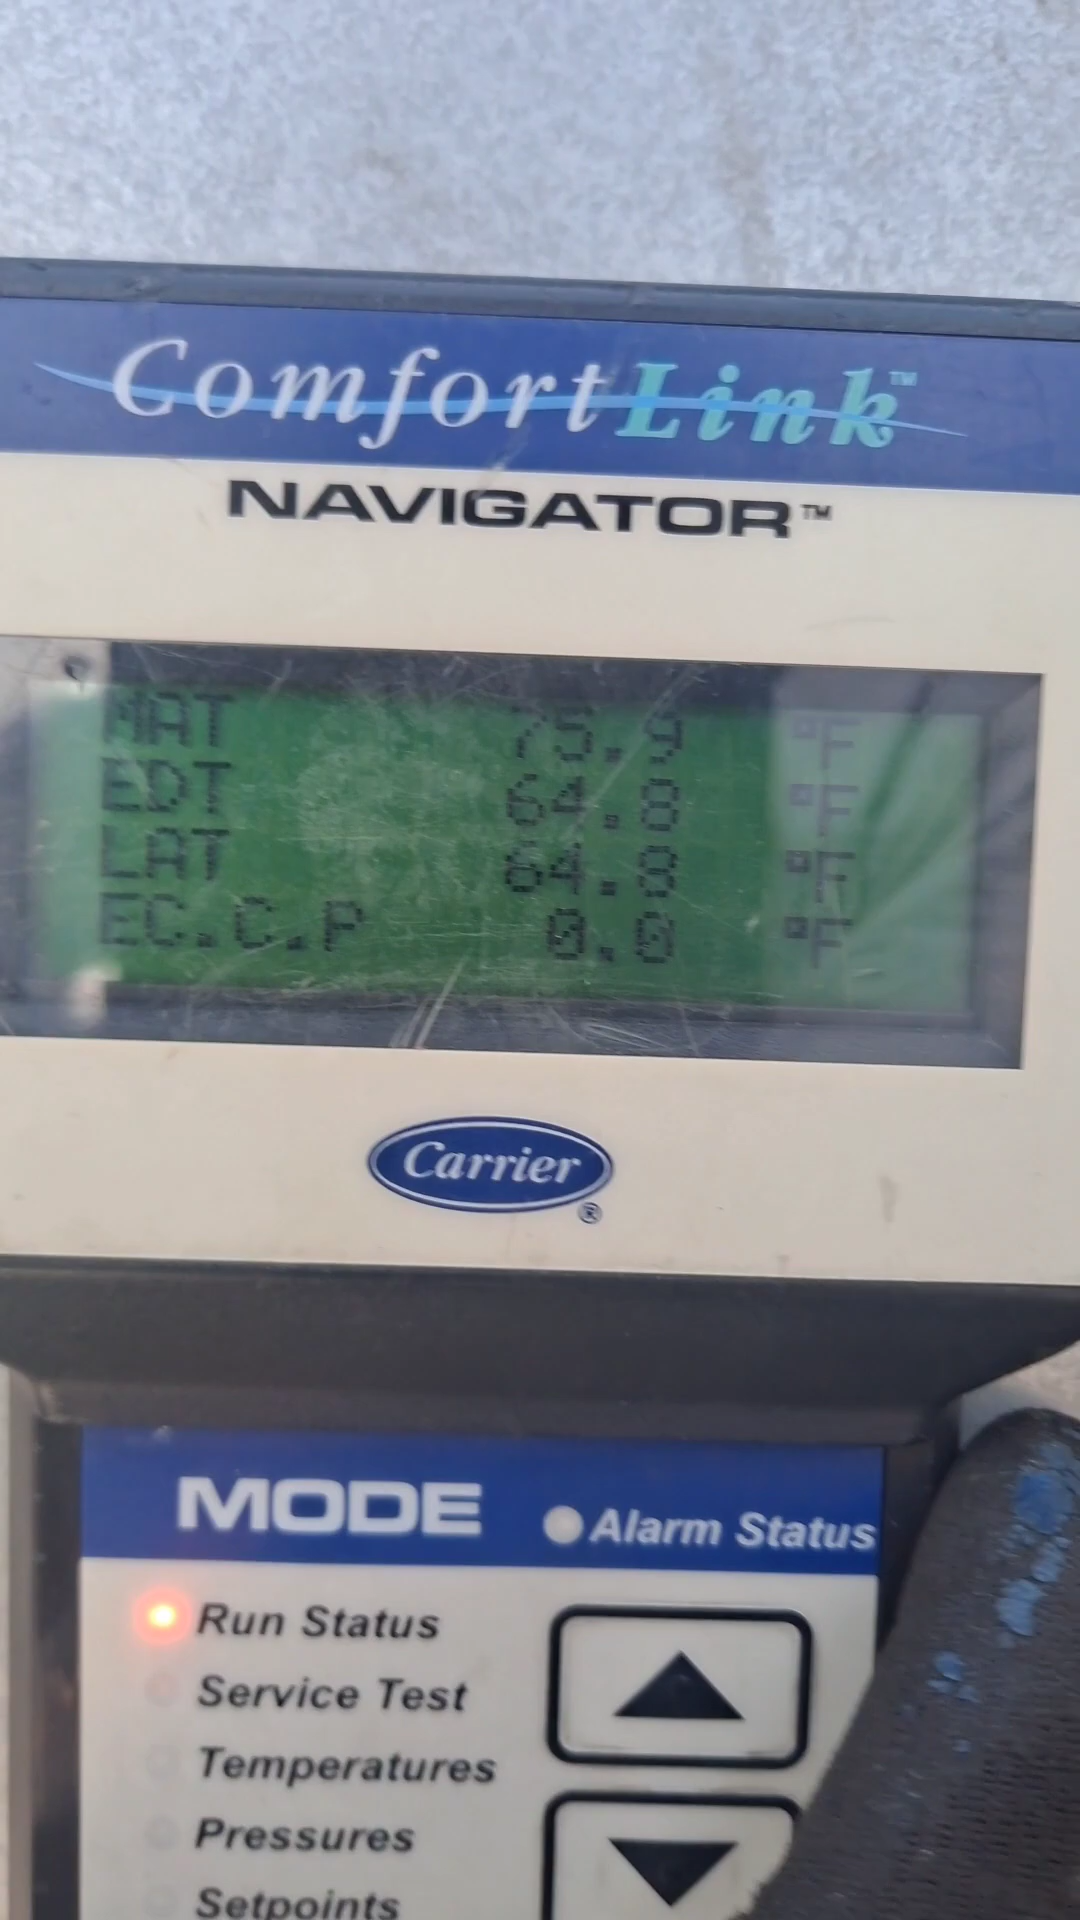 ComfortLink™
NAVIGATOR™
MAT 75.9 °F
EDT 64.8 °F
LAT 64.8 °F
EC.C.P 0.0 °F
Carrier®
MODE Alarm Status
Run Status
Service Test
Temperatures
Pressures
Setpoints